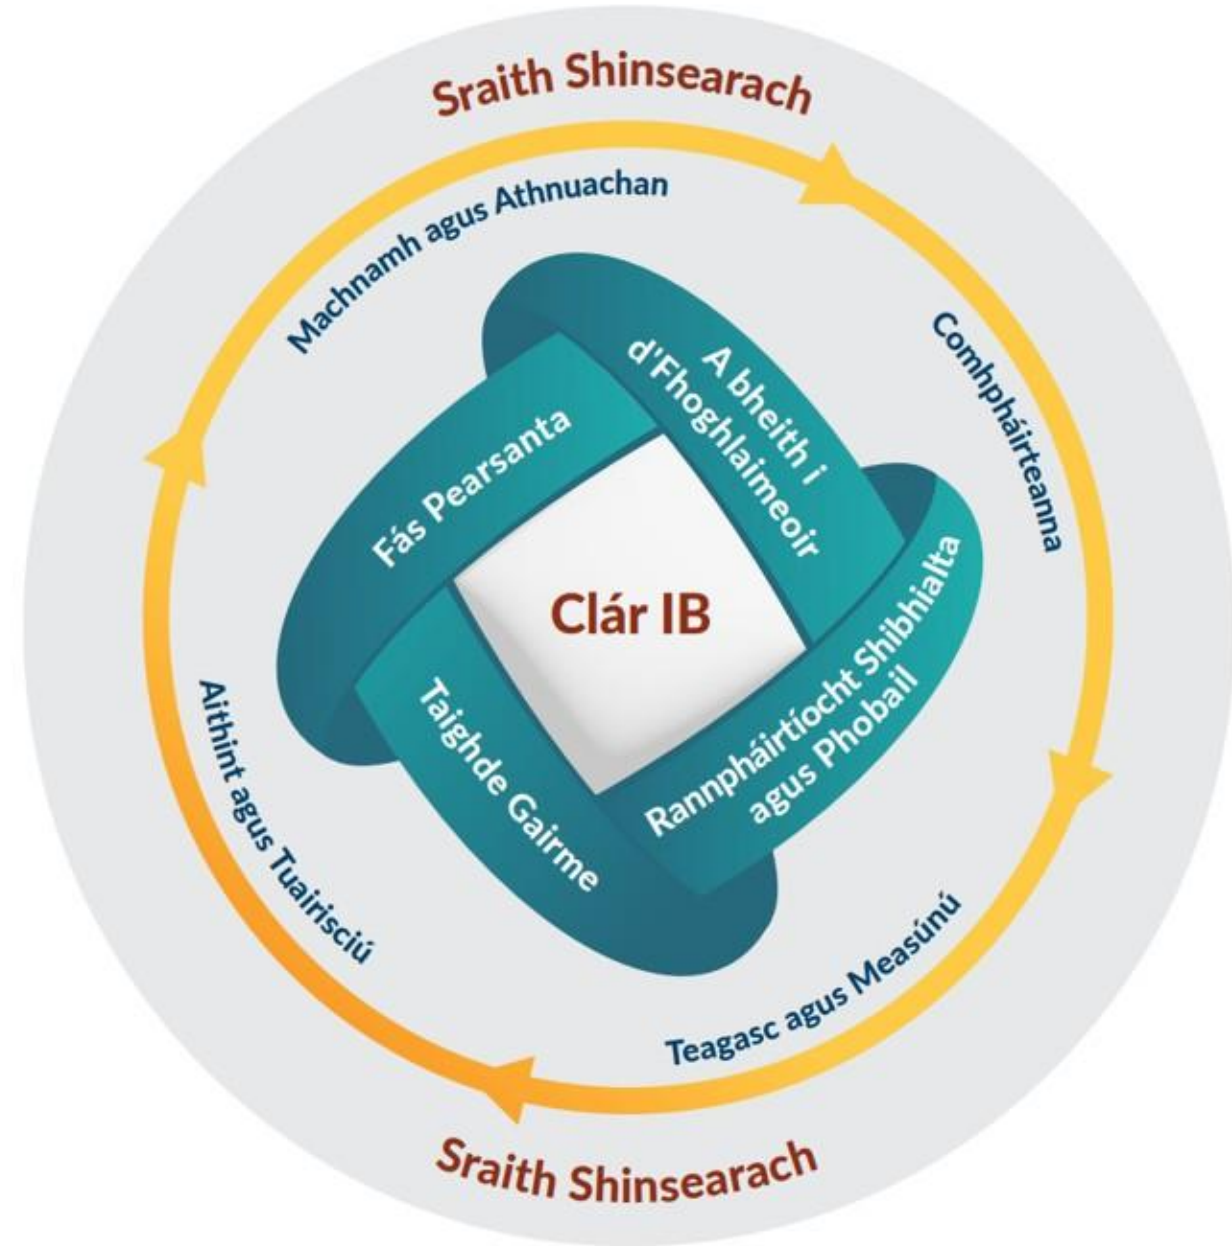 Sraith Shinsearach
Machnamh agus Athnuachan
Comhpháirteanna
A bheith i
d'Fhoghlaimeoir
Fás Pearsanta
Clár IB
Rannpháirtíocht Shibhialta
agus Phobail
Taighde Gairme
Aithint agus Tuairisciú
Teagasc agus Measúnú
Sraith Shinsearach